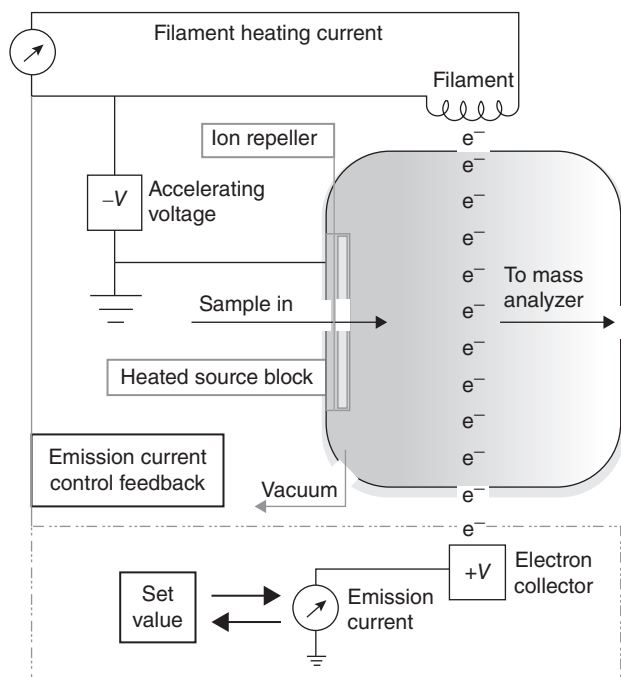 Filament heating current
Filament
Ion repeller
e–
e–
–V
Accelerating
voltage
e–
e–
e–
Sample in
To mass
analyzer
e–
e–
Heated source block
e–
e–
Emission current
control feedback
e–
Vacuum
e–
e–
Set
value
Emission
current
+V
Electron
collector